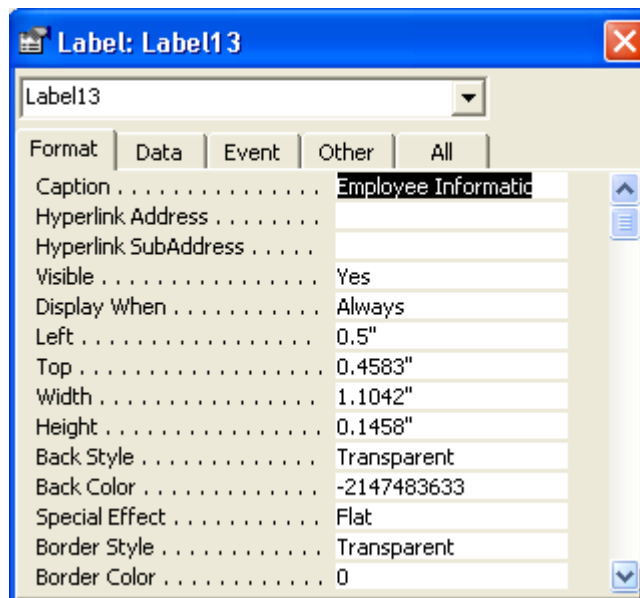 Label: Label13
Label13
Format Data Event Other All
Caption . . . . . . . . . . . . . . . . Employee Informatio
Hyperlink Address . . . . . . . .
Hyperlink SubAddress . . . . .
Visible . . . . . . . . . . . . . . . . . Yes
Display When . . . . . . . . . . . Always
Left . . . . . . . . . . . . . . . . . . 0.5"
Top . . . . . . . . . . . . . . . . . . . 0.4583"
Width . . . . . . . . . . . . . . . . . 1.1042"
Height . . . . . . . . . . . . . . . . 0.1458"
Back Style . . . . . . . . . . . . . Transparent
Back Color . . . . . . . . . . . . . -2147483633
Special Effect . . . . . . . . . . . Flat
Border Style . . . . . . . . . . . . Transparent
Border Color . . . . . . . . . . . . 0